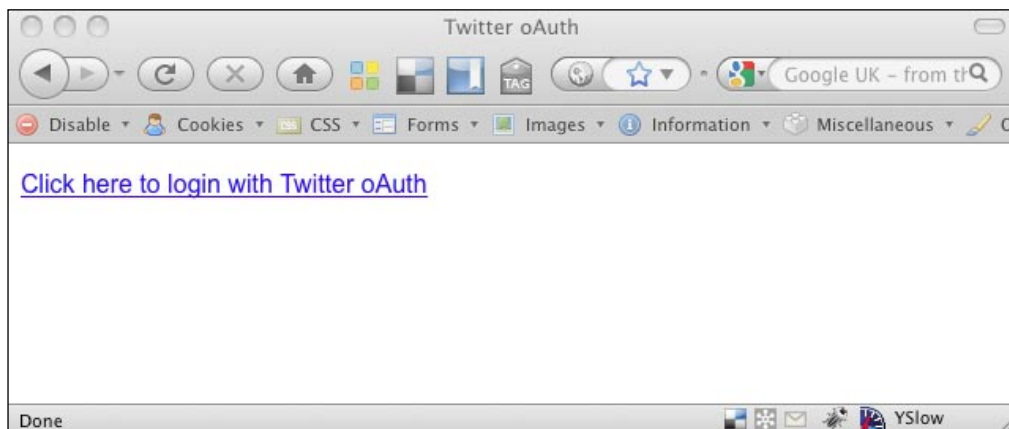 Twitter oAuth
TAG
Google UK - from th
Disable Cookies CSS Forms Images Information Miscellaneous
Click here to login with Twitter oAuth
Done YSlow